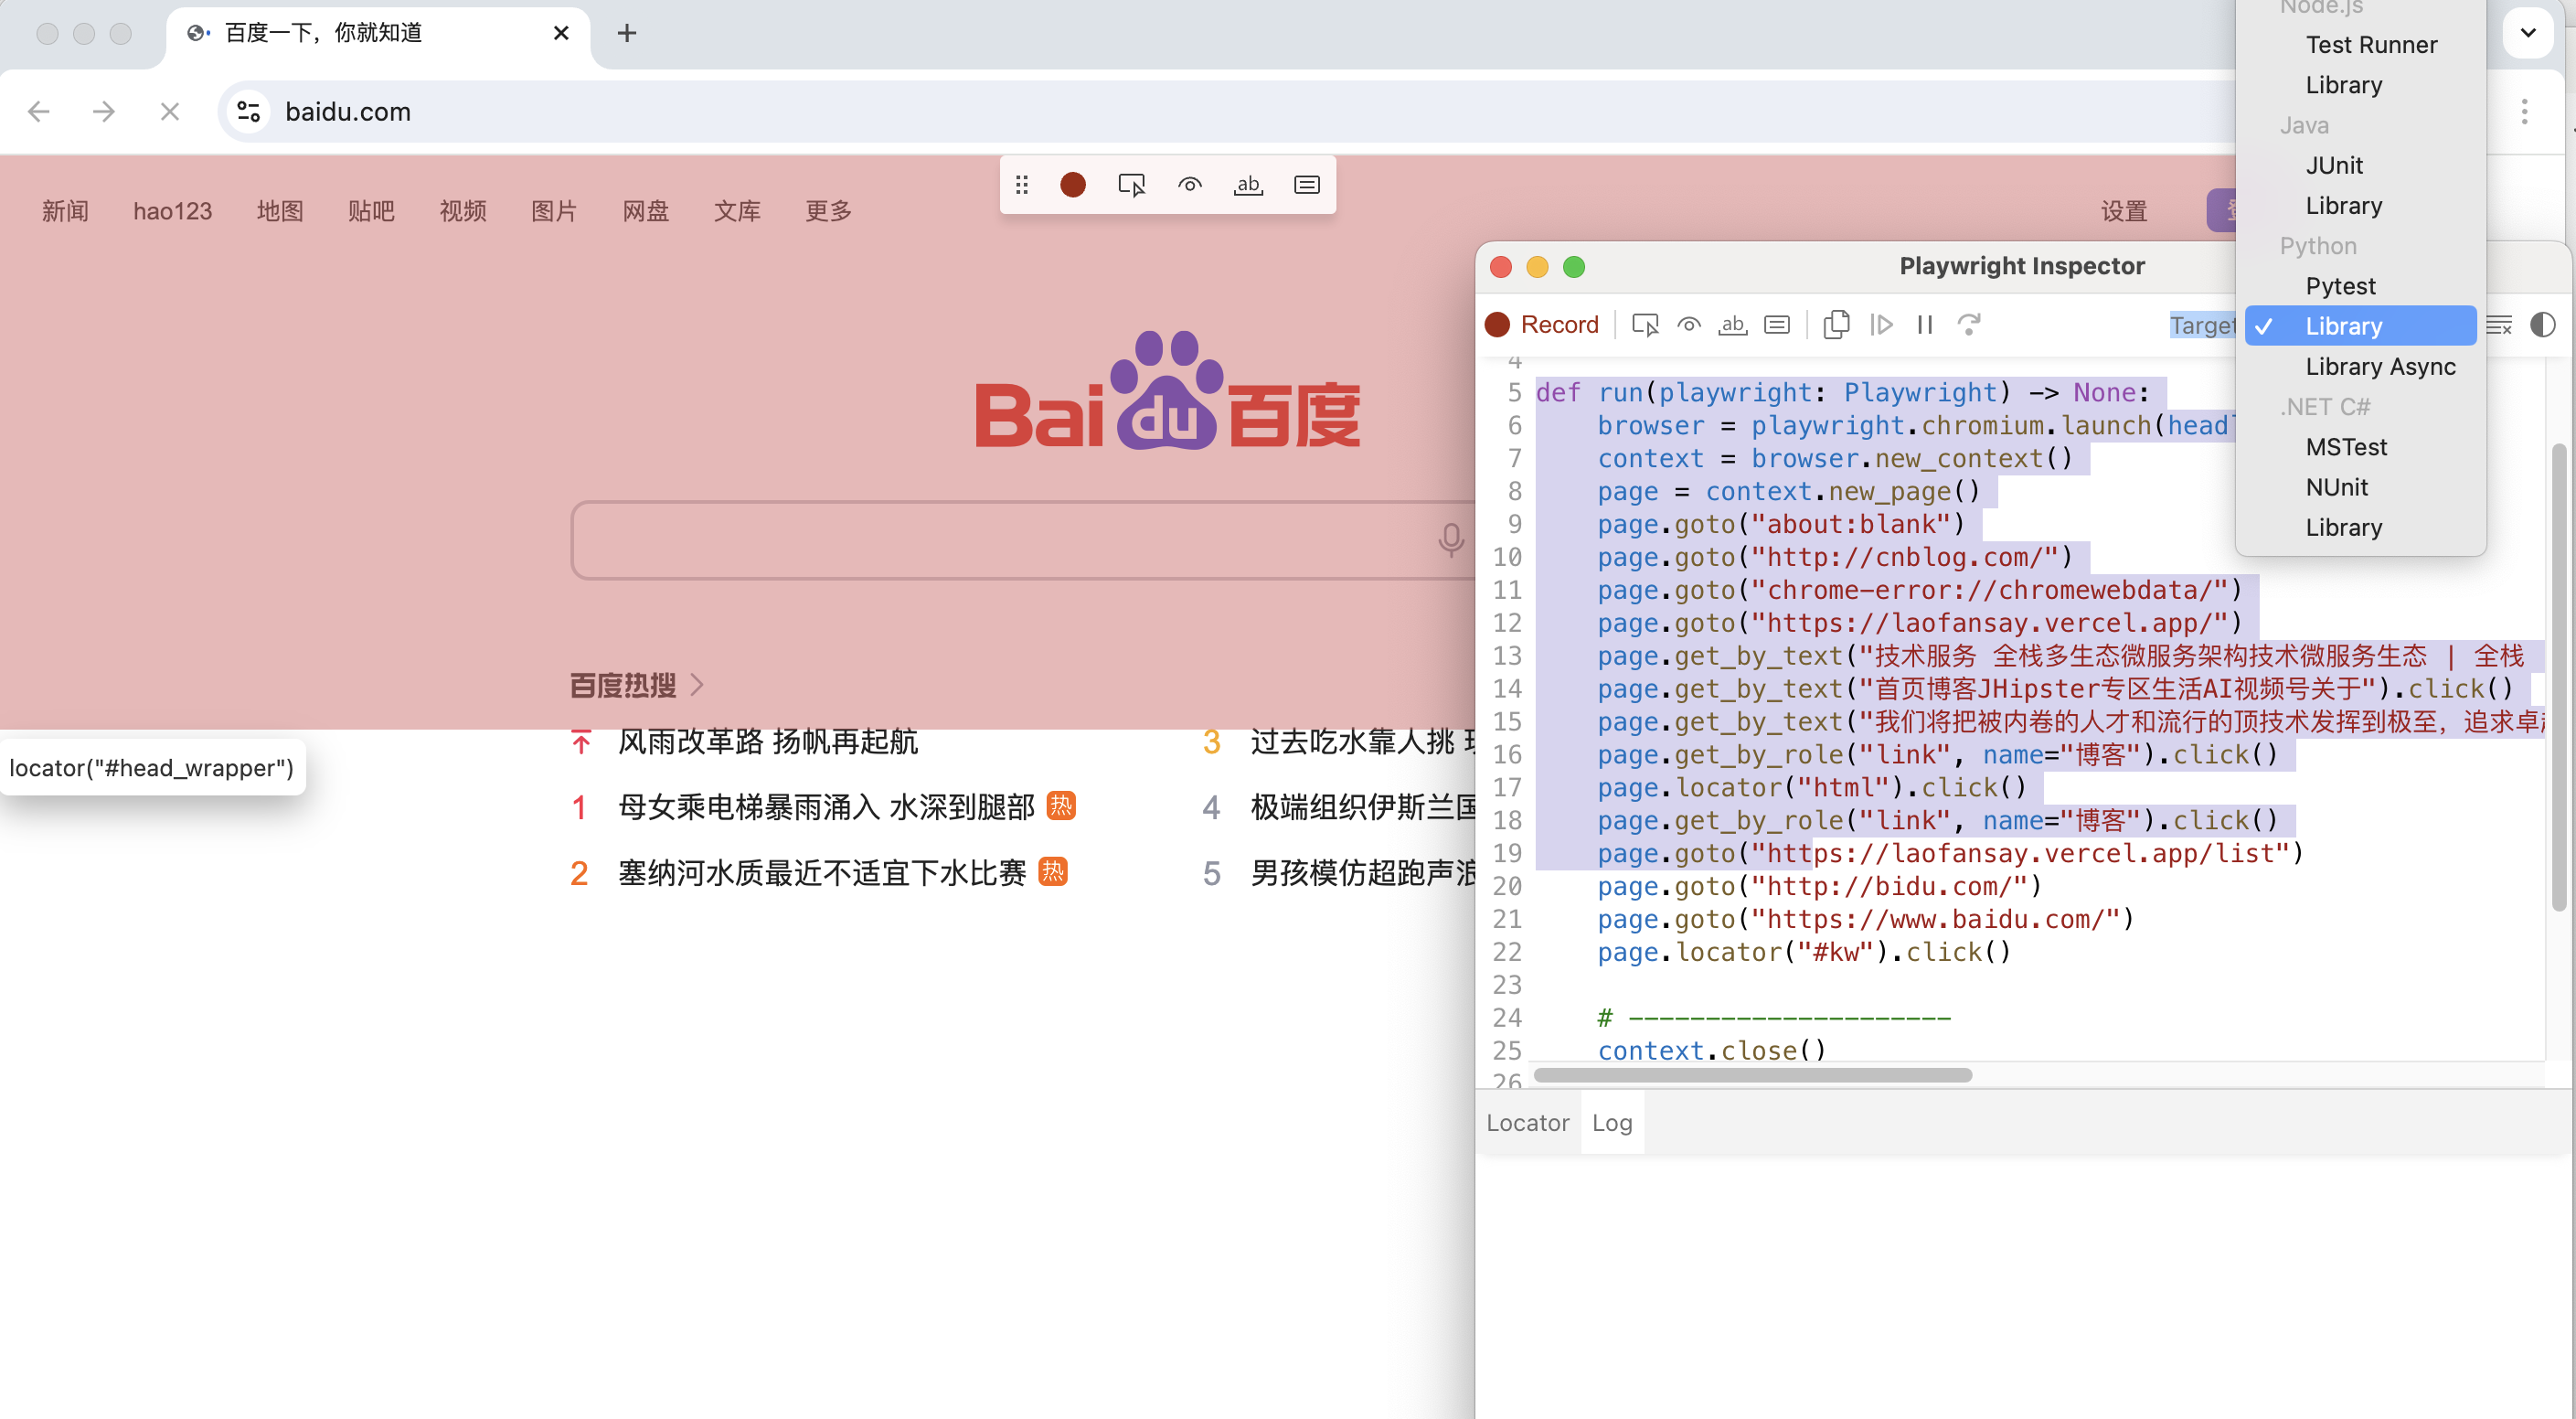 百度一下，你就知道
baidu.com
新闻 hao123 地图 贴吧 视频 图片 网盘 文库 更多
设置
ab
Bai du 百度
百度热搜
风雨改革路 扬帆再起航
1 母女乘电梯暴雨涌入 水深到腿部 热
2 塞纳河水质最近不适宜下水比赛 热
3 过去吃水靠人挑
4 极端组织伊斯兰国
5 男孩模仿超跑声浪
locator("#head_wrapper")
Node.js
Test Runner
Library
Java
JUnit
Library
Python
Pytest
✓ Library
Library Async
.NET C#
MSTest
NUnit
Library
Playwright Inspector
Record ab Target
4
5 def run(playwright: Playwright) -> None:
6 browser = playwright.chromium.launch(headl
7 context = browser.new_context()
8 page = context.new_page()
9 page.goto("about:blank")
10 page.goto("http://cnblog.com/")
11 page.goto("chrome-error://chromewebdata/")
12 page.goto("https://laofansay.vercel.app/")
13 page.get_by_text("技术服务 全栈多生态微服务架构技术微服务生态 | 全栈
14 page.get_by_text("首页博客JHipster专区生活AI视频号关于").click()
15 page.get_by_text("我们将把被内卷的人才和流行的顶技术发挥到极至，追求卓越
16 page.get_by_role("link", name="博客").click()
17 page.locator("html").click()
18 page.get_by_role("link", name="博客").click()
19 page.goto("https://laofansay.vercel.app/list")
20 page.goto("http://bidu.com/")
21 page.goto("https://www.baidu.com/")
22 page.locator("#kw").click()
23
24 # ---------------------
25 context.close()
26
Locator Log